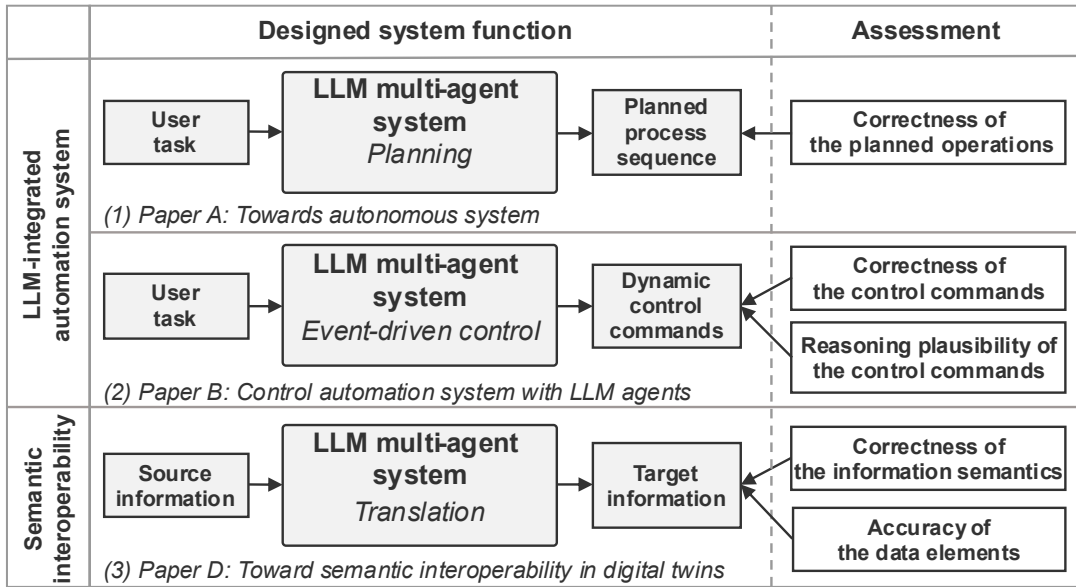 Designed system function
Assessment
LLM-integrated
automation system
User
task
LLM multi-agent
system
Planning
Planned
process
sequence
Correctness of
the planned operations
(1) Paper A: Towards autonomous system
User
task
LLM multi-agent
system
Event-driven control
Dynamic
control
commands
Correctness of
the control commands
Reasoning plausibility of
the control commands
(2) Paper B: Control automation system with LLM agents
Semantic
interoperability
Source
information
LLM multi-agent
system
Translation
Target
information
Correctness of
the information semantics
Accuracy of
the data elements
(3) Paper D: Toward semantic interoperability in digital twins